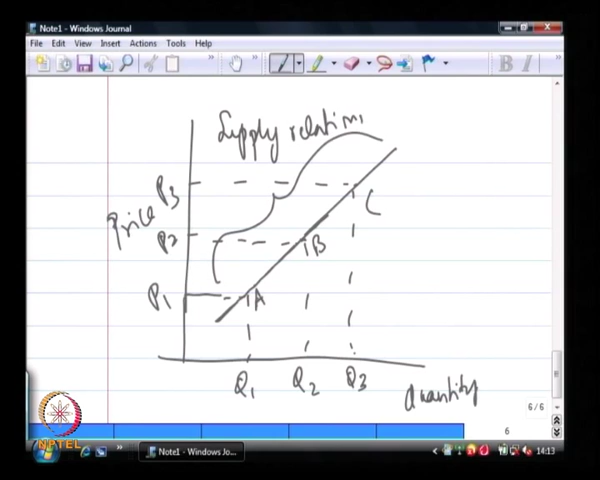 Note1 - Windows Journal
File Edit View Insert Actions Tools Help
B I
Supply relation
Price
P3
P2
P1
C
B
A
Q1 Q2 Q3
Quantity
6/6
6
NPTEL
Note1 - Windows Jo...
14:13